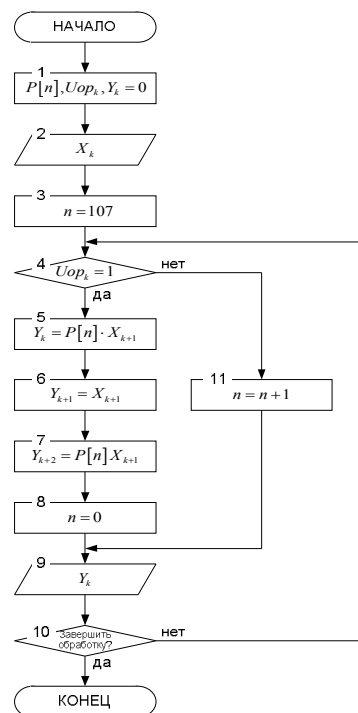 НАЧАЛО
1
P[n], Uop_k, Y_k = 0
2
X_k
3
n = 107
4
Uop_k = 1
нет
да
5
Y_k = P[n] · X_{k+1}
6
Y_{k+1} = X_{k+1}
11
n = n + 1
7
Y_{k+2} = P[n] X_{k+1}
8
n = 0
9
Y_k
10
Завершить
обработку?
нет
да
КОНЕЦ